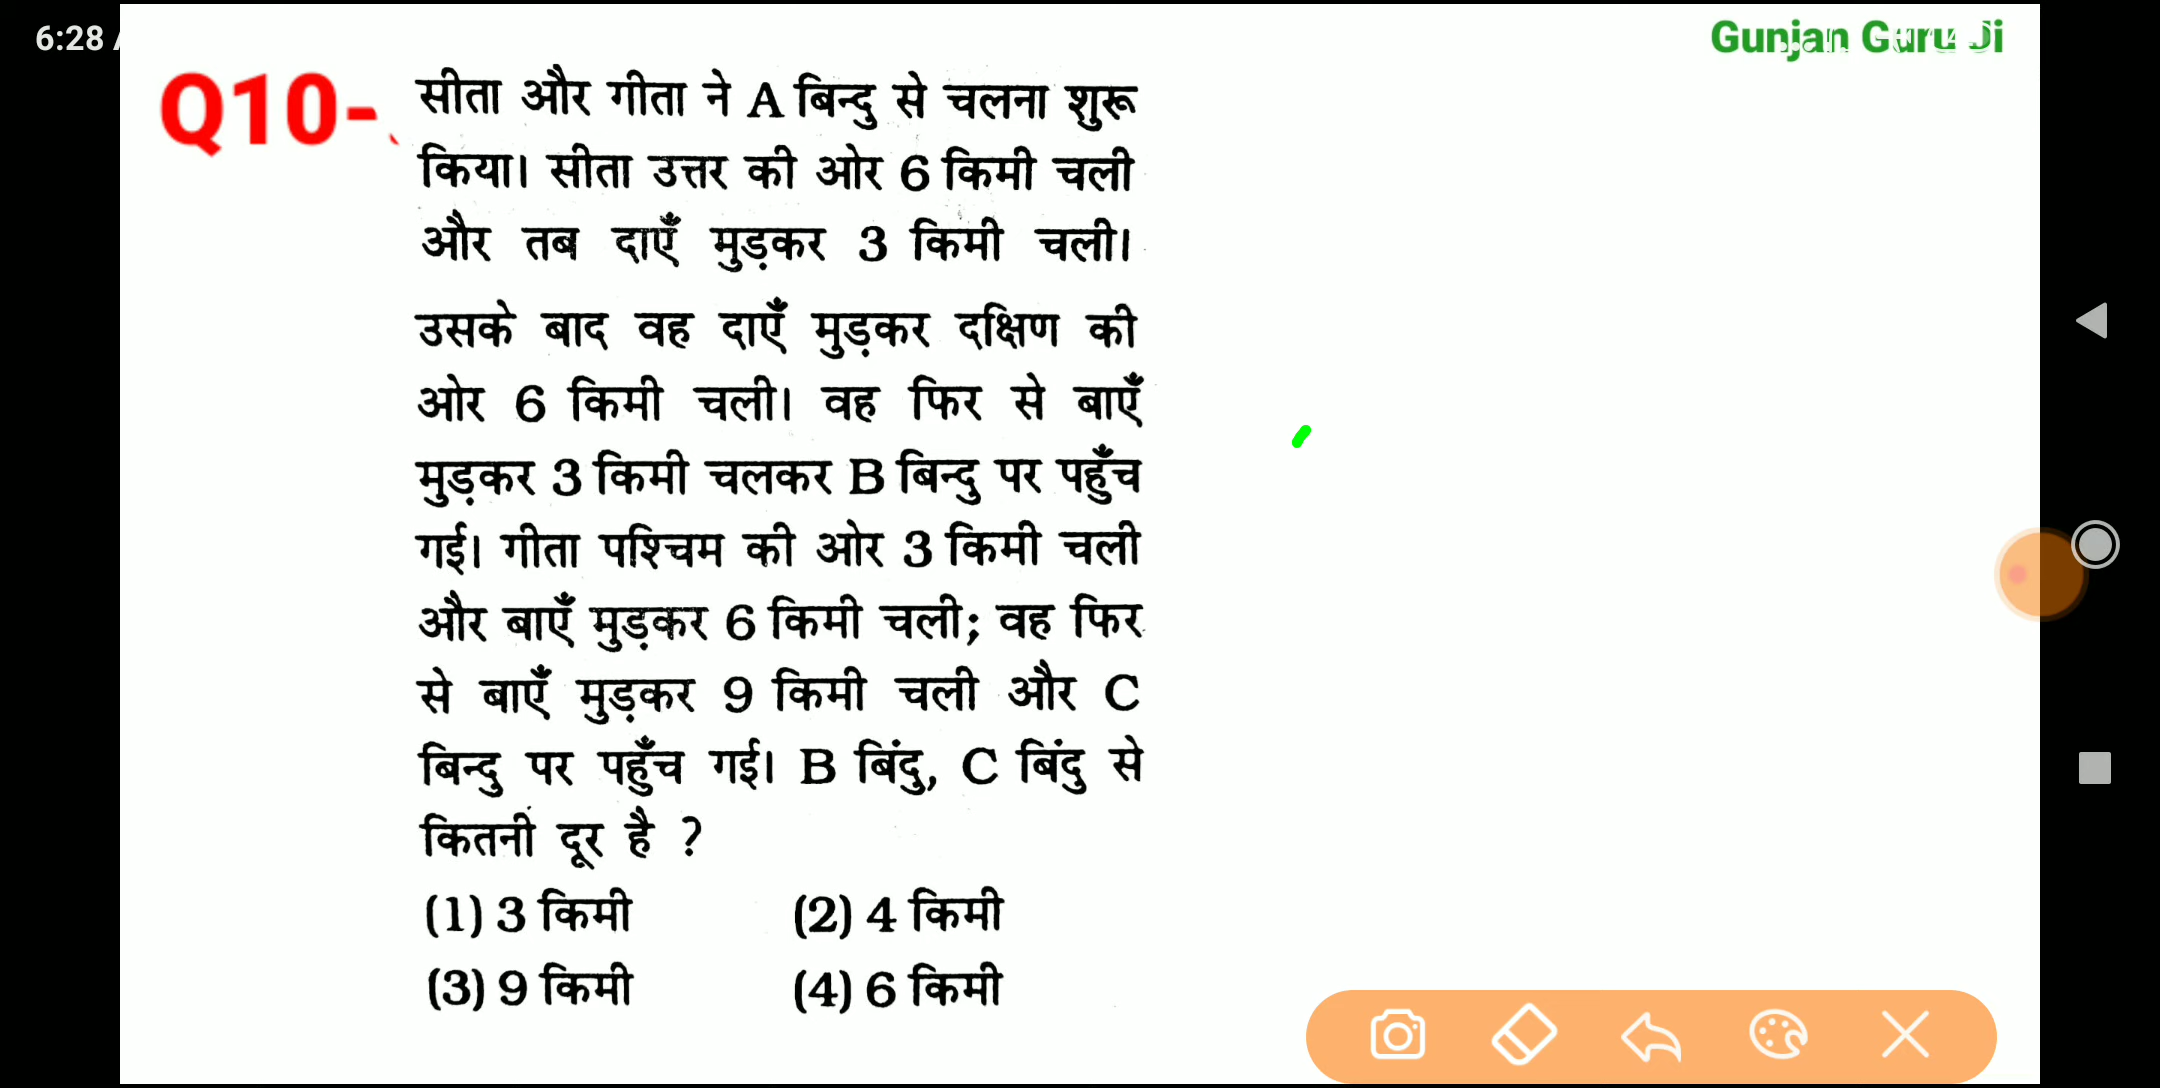 6:28
Gunjan Guru Ji
Q10-
सीता और गीता ने A बिन्दु से चलना शुरू
किया। सीता उत्तर की ओर 6 किमी चली
और तब दाएँ मुड़कर 3 किमी चली।
उसके बाद वह दाएँ मुड़कर दक्षिण की
ओर 6 किमी चली। वह फिर से बाएँ
मुड़कर 3 किमी चलकर B बिन्दु पर पहुँच
गई। गीता पश्चिम की ओर 3 किमी चली
और बाएँ मुड़कर 6 किमी चली; वह फिर
से बाएँ मुड़कर 9 किमी चली और C
बिन्दु पर पहुँच गई। B बिंदु, C बिंदु से
कितनी दूर है ?
(1) 3 किमी (2) 4 किमी
(3) 9 किमी (4) 6 किमी